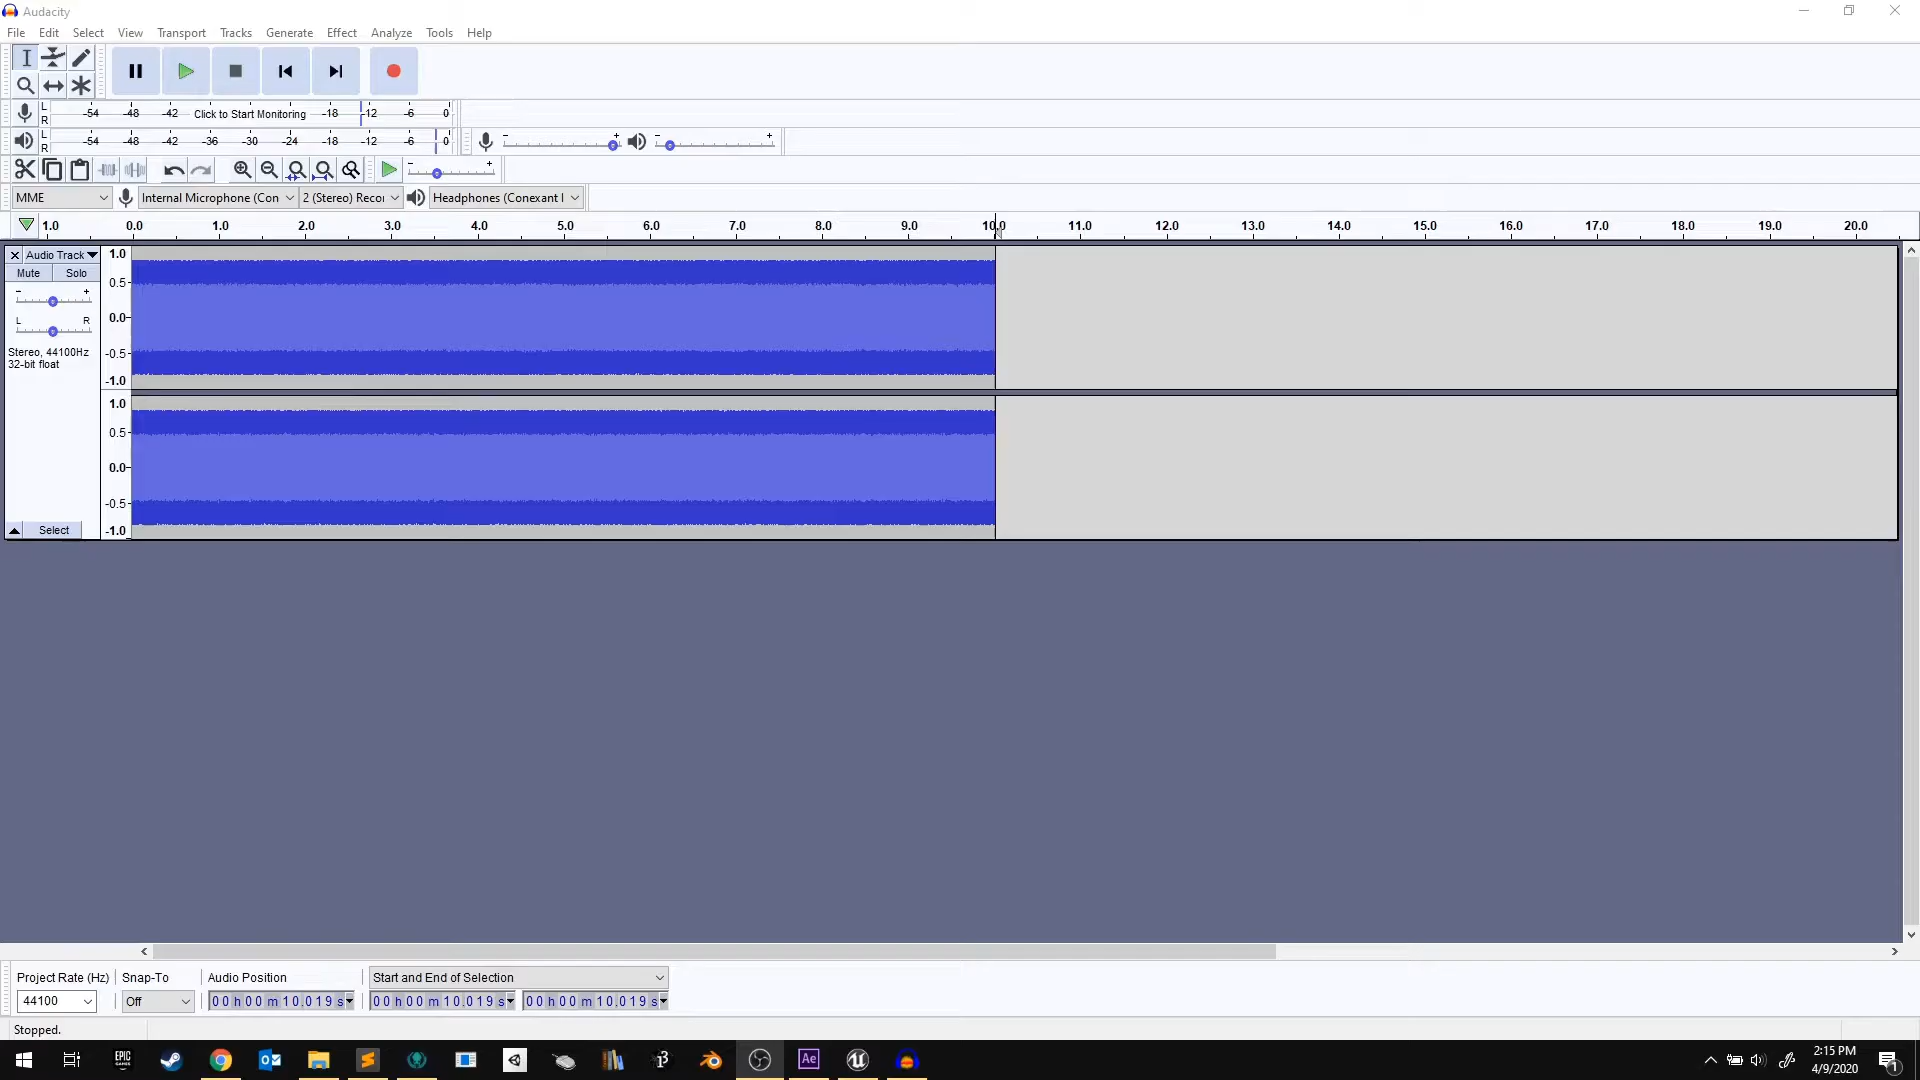 Audacity
File Edit Select View Transport Tracks Generate Effect Analyze Tools Help
L R -54 -48 -42 Click to Start Monitoring -18 -12 -6 0
L R -54 -48 -42 -36 -30 -24 -18 -12 -6 0 - + - +
- +
MME Internal Microphone (Con 2 (Stereo) Recor Headphones (Conexant I
1.0 0.0 1.0 2.0 3.0 4.0 5.0 6.0 7.0 8.0 9.0 10.0 11.0 12.0 13.0 14.0 15.0 16.0 17.0 18.0 19.0 20.0
Audio Track
Mute Solo
- +
L R
Stereo, 44100Hz
32-bit float
Select
1.0
0.5
0.0
-0.5
-1.0
1.0
0.5
0.0
-0.5
-1.0
Project Rate (Hz) Snap-To Audio Position Start and End of Selection
44100 Off 00 h 00 m 10.019 s 00 h 00 m 10.019 s 00 h 00 m 10.019 s
Stopped.
EPIC GAMES
Ae
2:15 PM
4/9/2020
1